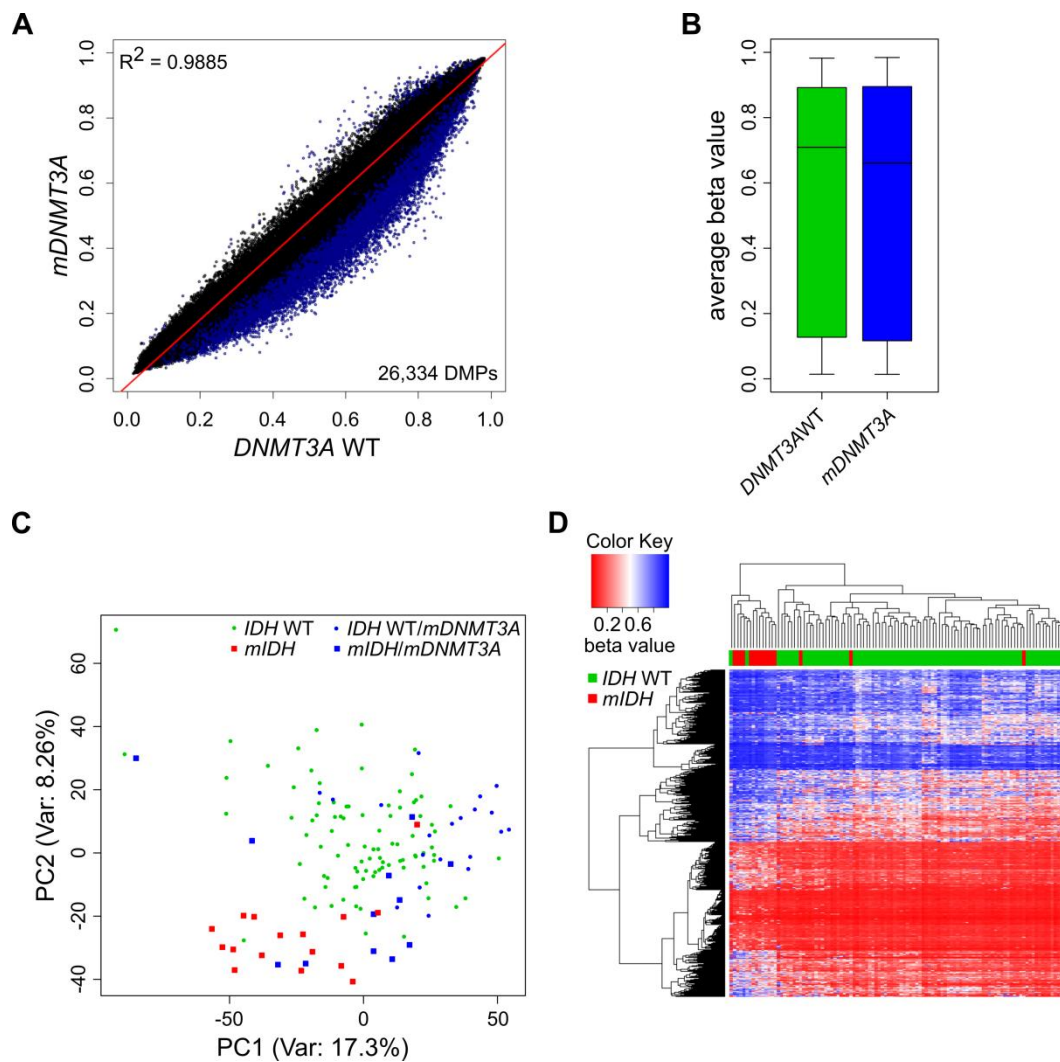 A
R2 = 0.9885
mDNMT3A
1.0
0.8
0.6
0.4
0.2
0.0
26,334 DMPs
0.0 0.2 0.4 0.6 0.8 1.0
DNMT3A WT
B
average beta value
1.0
0.8
0.6
0.4
0.2
0.0
DNMT3AWT
mDNMT3A
C
IDH WT
IDH WT/mDNMT3A
mIDH
mIDH/mDNMT3A
PC2 (Var: 8.26%)
60
40
20
0
-20
-40
-50 0 50
PC1 (Var: 17.3%)
D
Color Key
0.2 0.6
beta value
IDH WT
mIDH